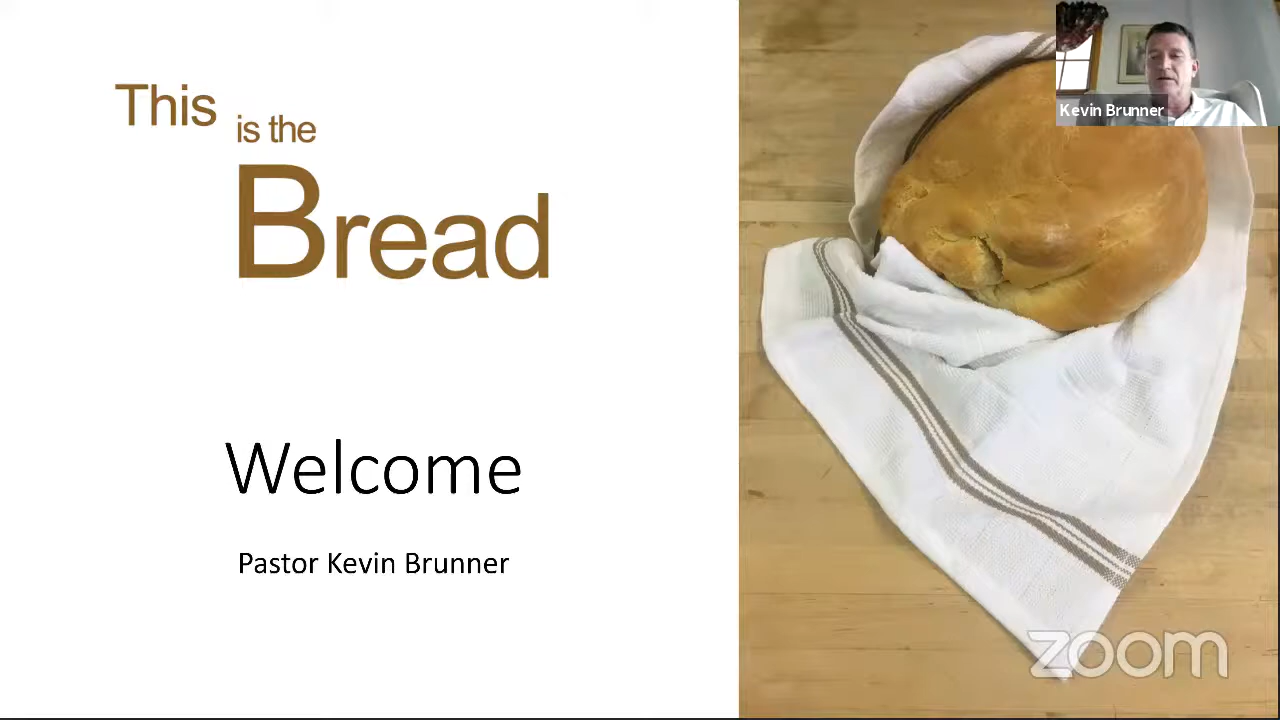 This
is the
Bread
Welcome
Pastor Kevin Brunner
Kevin Brunner
zoom